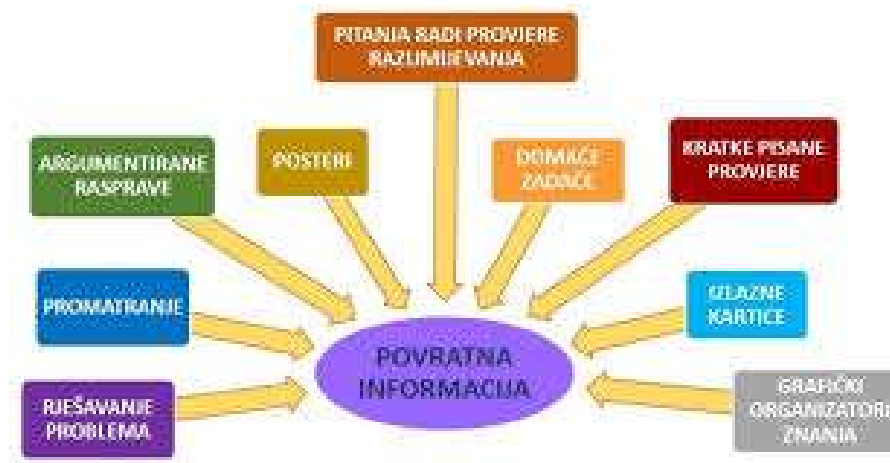 PITANJA RADI PROVJERE
RAZUMIJEVANJA
ARGUMENTIRANE
RASPRAVE
POSTERI
DOMAĆE
ZADAĆE
KRATKE PISANE
PROVJERE
PROMATRANJE
IZLAZNE
KARTICE
POVRATNA
INFORMACIJA
RJEŠAVANJE
PROBLEMA
GRAFIČKI
ORGANIZATORI
ZNANJA